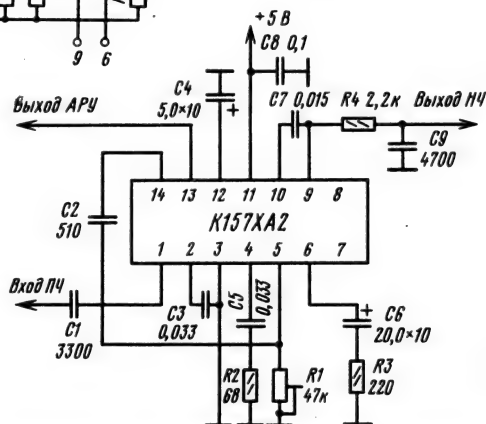 9 6
+5 В
C8 0,1
C4
5,0×10
+
C7 0,015
R4 2,2к
Выход НЧ
Выход АРУ
C9
4700
14 13 12 11 10 9 8
К157ХА2
1 2 3 4 5 6 7
C2
510
Вход ПЧ
C1
3300
C3
0,033
C5
0,033
+
C6
20,0×10
R2
68
R1
47к
R3
220